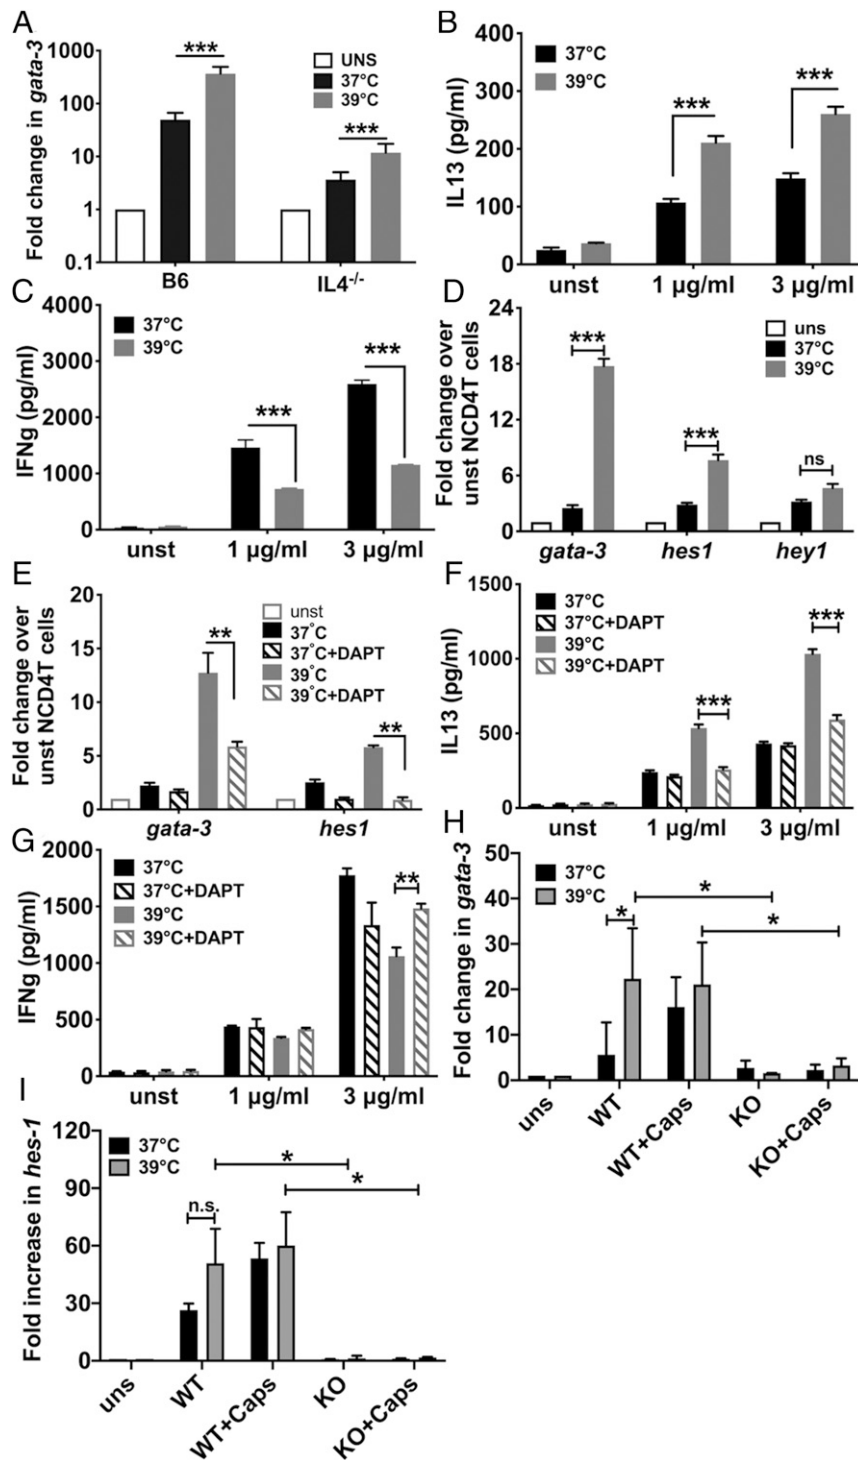 A
Fold change in gata-3
1000
100
10
1
0.1
***
***
UNS
37°C
39°C
B6
IL4-/-
B
IL13 (pg/ml)
400
300
200
100
0
37°C
39°C
***
***
unst
1 µg/ml
3 µg/ml
C
IFNg (pg/ml)
4000
3000
2000
1000
0
37°C
39°C
***
***
unst
1 µg/ml
3 µg/ml
D
Fold change over
unst NCD4T cells
24
18
12
6
0
***
***
ns
uns
37°C
39°C
gata-3
hes1
hey1
E
Fold change over
unst NCD4T cells
20
15
10
5
0
**
**
unst
37°C
37°C+DAPT
39°C
39°C+DAPT
gata-3
hes1
F
IL13 (pg/ml)
1500
1000
500
0
37°C
37°C+DAPT
39°C
39°C+DAPT
***
***
unst
1 µg/ml
3 µg/ml
G
IFNg (pg/ml)
2000
1500
1000
500
0
37°C
37°C+DAPT
39°C
39°C+DAPT
**
unst
1 µg/ml
3 µg/ml
H
Fold change in gata-3
50
40
30
20
10
0
37°C
39°C
*
*
*
uns
WT
WT+Caps
KO
KO+Caps
I
Fold increase in hes-1
120
90
60
30
0
37°C
39°C
n.s.
*
*
uns
WT
WT+Caps
KO
KO+Caps